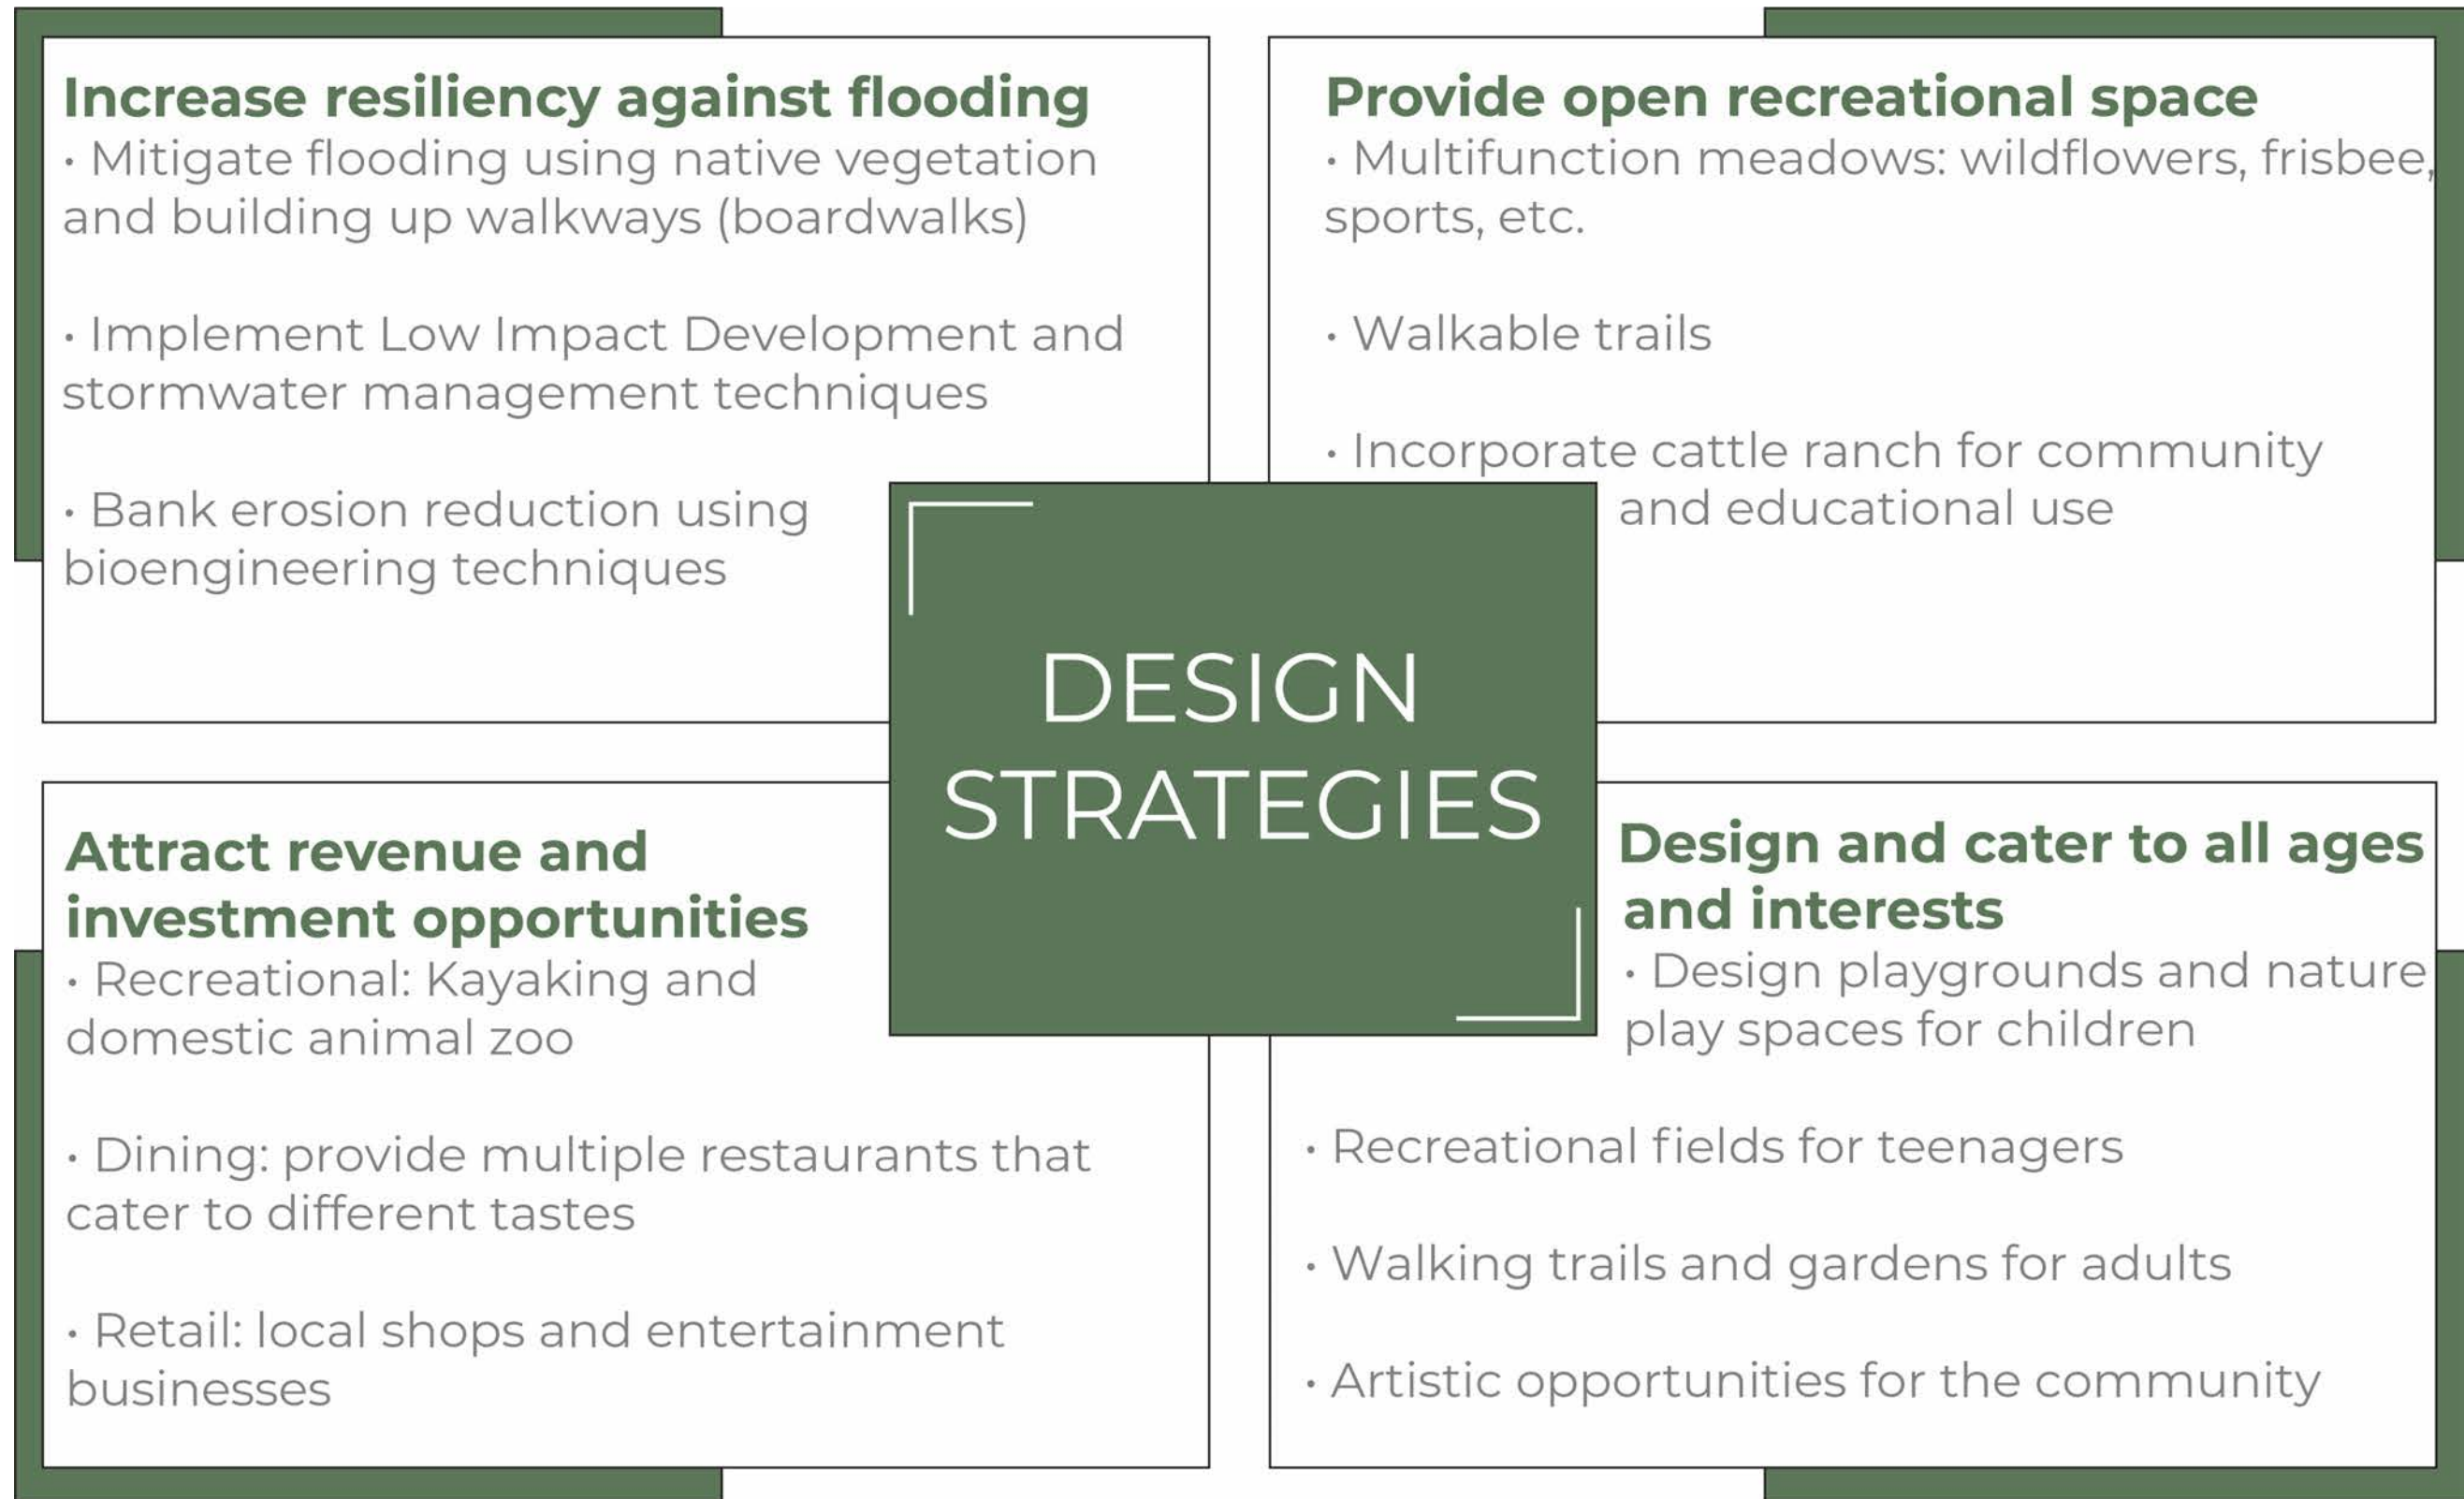 Increase resiliency against flooding
· Mitigate flooding using native vegetation
and building up walkways (boardwalks)
· Implement Low Impact Development and
stormwater management techniques
· Bank erosion reduction using
bioengineering techniques
Provide open recreational space
· Multifunction meadows: wildflowers, frisbee,
sports, etc.
· Walkable trails
· Incorporate cattle ranch for community
and educational use
DESIGN
STRATEGIES
Attract revenue and
investment opportunities
· Recreational: Kayaking and
domestic animal zoo
· Dining: provide multiple restaurants that
cater to different tastes
· Retail: local shops and entertainment
businesses
Design and cater to all ages
and interests
· Design playgrounds and nature
play spaces for children
· Recreational fields for teenagers
· Walking trails and gardens for adults
· Artistic opportunities for the community